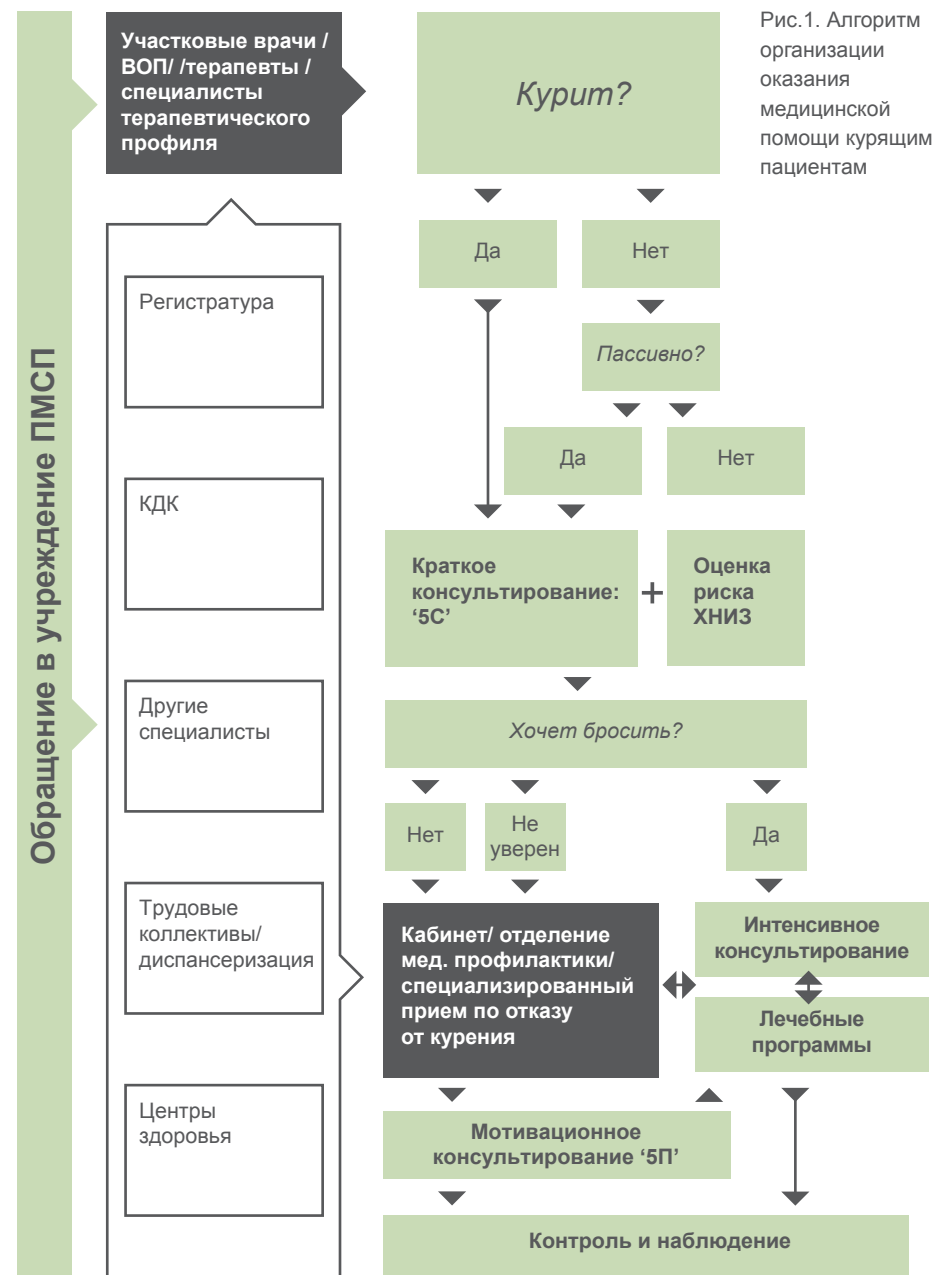 Обращение в учреждение ПМСП
Участковые врачи /
ВОП/ /терапевты /
специалисты
терапевтического
профиля
Регистратура
КДК
Другие
специалисты
Трудовые
коллективы/
диспансеризация
Центры
здоровья
Курит?
Рис.1. Алгоритм
организации
оказания
медицинской
помощи курящим
пациентам
Да
Нет
Пассивно?
Да
Нет
Краткое
консультирование:
‘5С’
+
Оценка
риска
ХНИЗ
Хочет бросить?
Нет
Не
уверен
Да
Кабинет/ отделение
мед. профилактики/
специализированный
прием по отказу
от курения
Интенсивное
консультирование
Лечебные
программы
Мотивационное
консультирование ‘5П’
Контроль и наблюдение